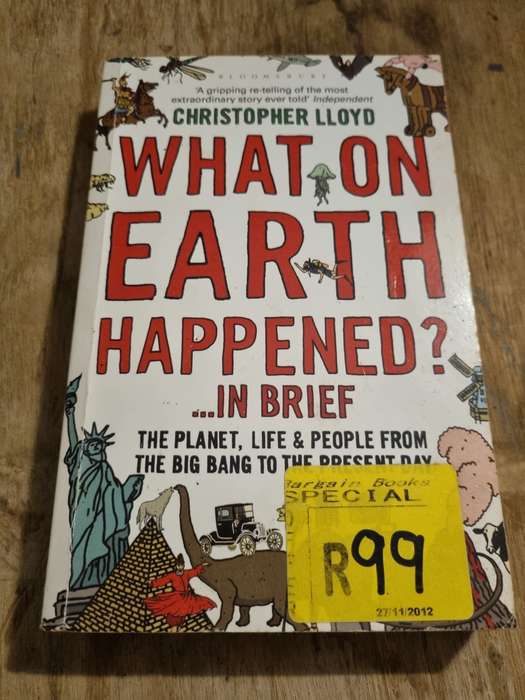 BLOOMSBURY
'A gripping re-telling of the most
extraordinary story ever told' Independent
CHRISTOPHER LLOYD
WHAT ON
EARTH
HAPPENED?
...IN BRIEF
THE PLANET, LIFE & PEOPLE FROM
THE BIG BANG TO THE PRESENT DAY
Bargain Books
SPECIAL
R99
27/11/2012